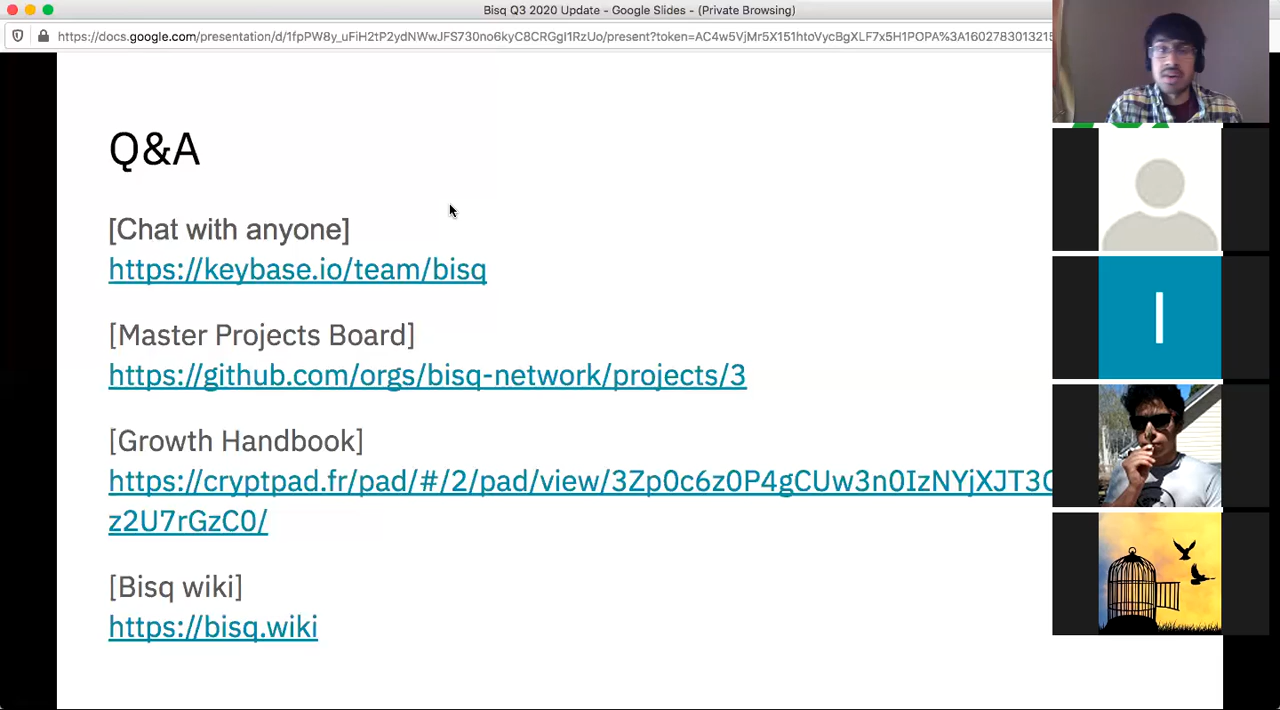 Bisq Q3 2020 Update - Google Slides - (Private Browsing)
https://docs.google.com/presentation/d/1fpPW8y_uFiH2tP2ydNWwJFS730no6kyC8CRGgI1RzUo/present?token=AC4w5VjMr5X151htoVycBgXLF7x5H1POPA%3A1602783013215
Q&A
[Chat with anyone]
https://keybase.io/team/bisq
[Master Projects Board]
https://github.com/orgs/bisq-network/projects/3
[Growth Handbook]
https://cryptpad.fr/pad/#/2/pad/view/3Zp0c6z0P4gCUw3n0IzNYjXJT3
z2U7rGzC0/
[Bisq wiki]
https://bisq.wiki
I